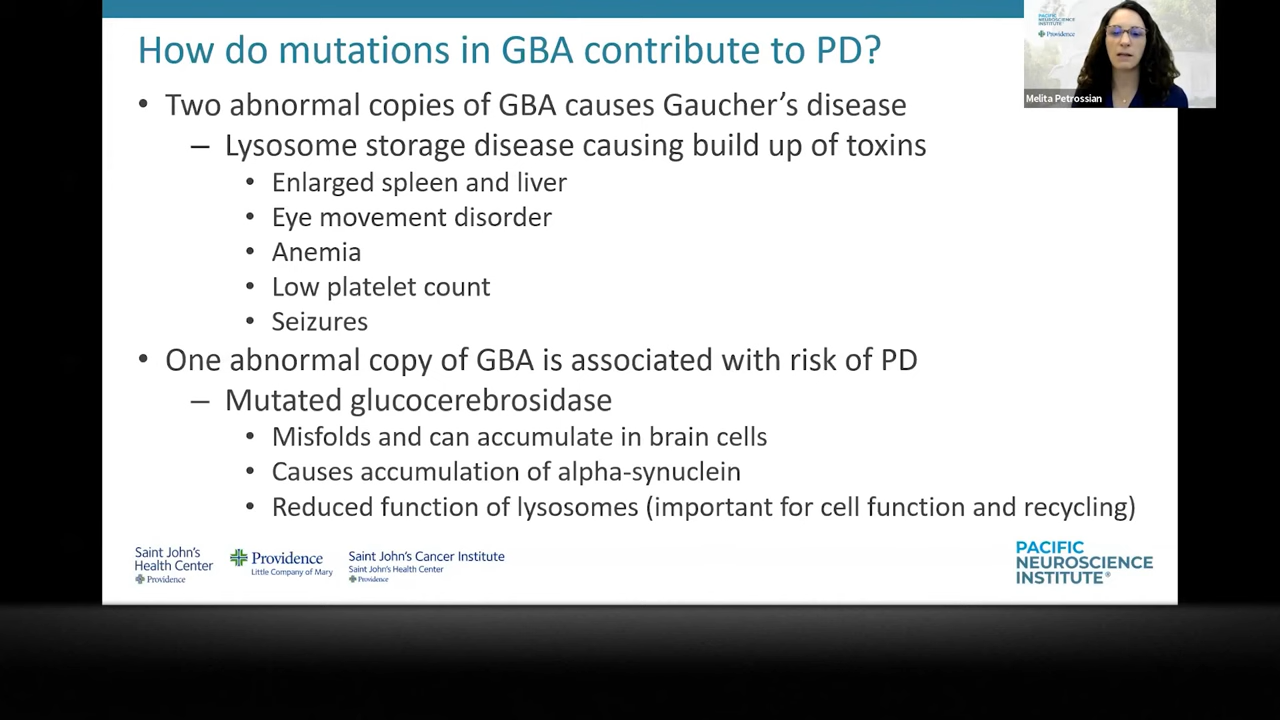 How do mutations in GBA contribute to PD?
• Two abnormal copies of GBA causes Gaucher's disease
– Lysosome storage disease causing build up of toxins
• Enlarged spleen and liver
• Eye movement disorder
• Anemia
• Low platelet count
• Seizures
• One abnormal copy of GBA is associated with risk of PD
– Mutated glucocerebrosidase
• Misfolds and can accumulate in brain cells
• Causes accumulation of alpha-synuclein
• Reduced function of lysosomes (important for cell function and recycling)
Saint John's
Health Center
Providence
Providence
Little Company of Mary
Saint John's Cancer Institute
Saint John's Health Center
Providence
PACIFIC
NEUROSCIENCE
INSTITUTE®
PACIFIC
NEUROSCIENCE
INSTITUTE
Providence
Melita Petrossian